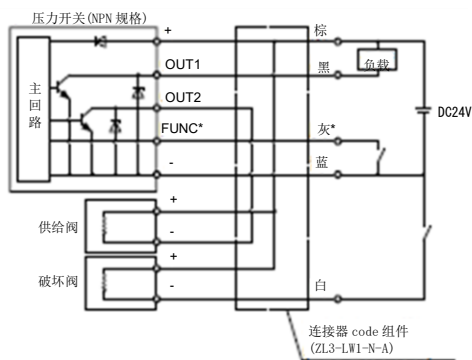 压力开关(NPN 规格)
+
棕
OUT1
黑
负载
主回路
OUT2
DC24V
FUNC*
灰*
-
蓝
+
供给阀
-
+
破坏阀
-
白
连接器 code 组件
(ZL3-LW1-N-A)